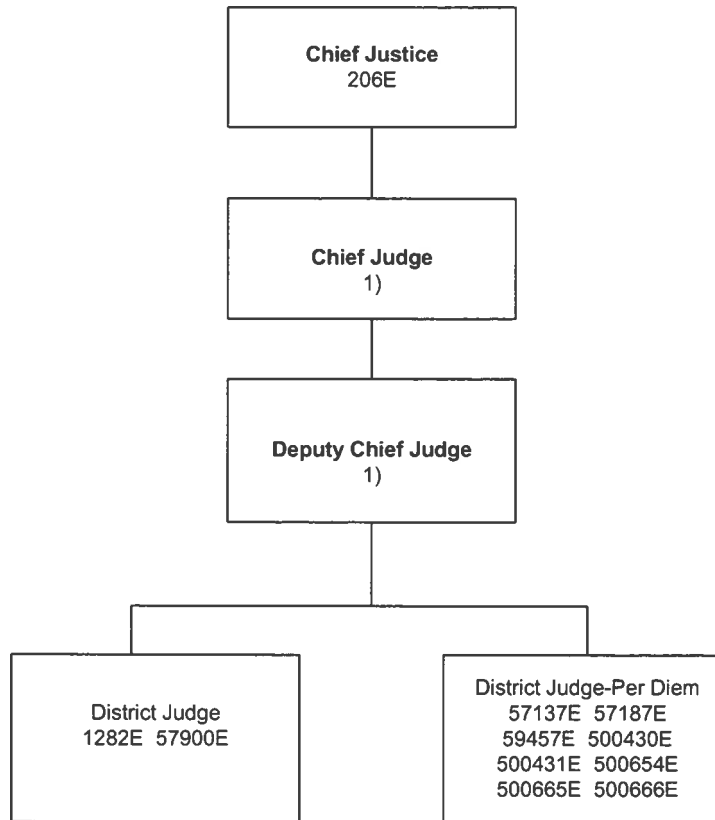 Chief Justice
206E
Chief Judge
1)
Deputy Chief Judge
1)
District Judge
1282E 57900E
District Judge-Per Diem
57137E 57187E
59457E 500430E
500431E 500654E
500665E 500666E